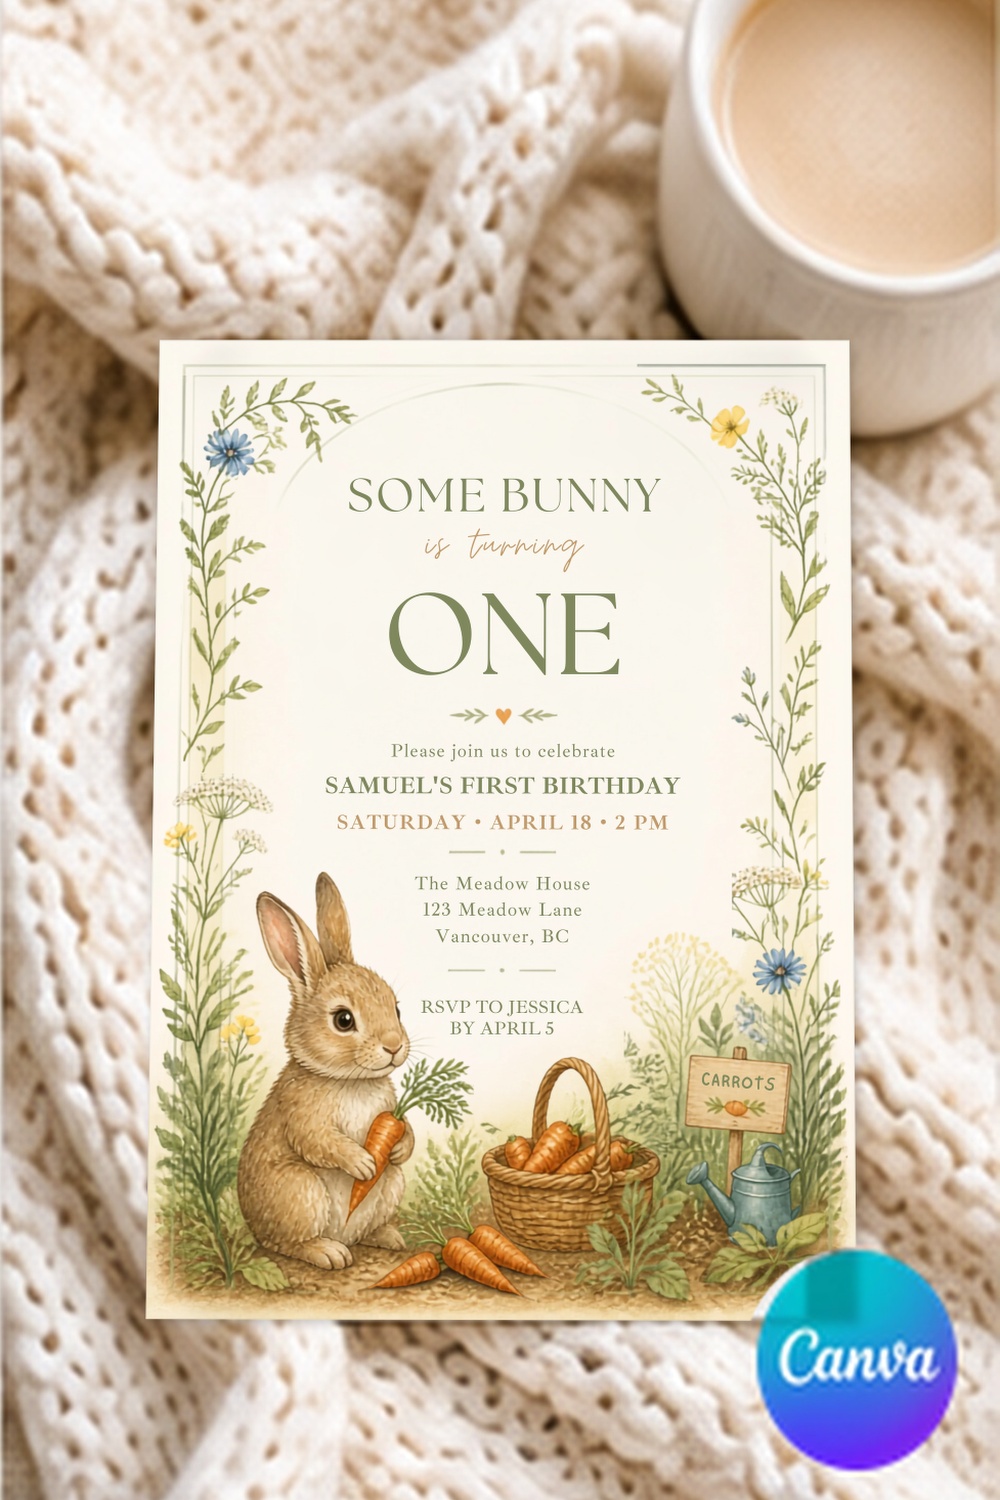 SOME BUNNY
is turning
ONE
Please join us to celebrate
SAMUEL'S FIRST BIRTHDAY
SATURDAY • APRIL 18 • 2 PM
The Meadow House
123 Meadow Lane
Vancouver, BC
RSVP TO JESSICA
BY APRIL 5
CARROTS
Canva